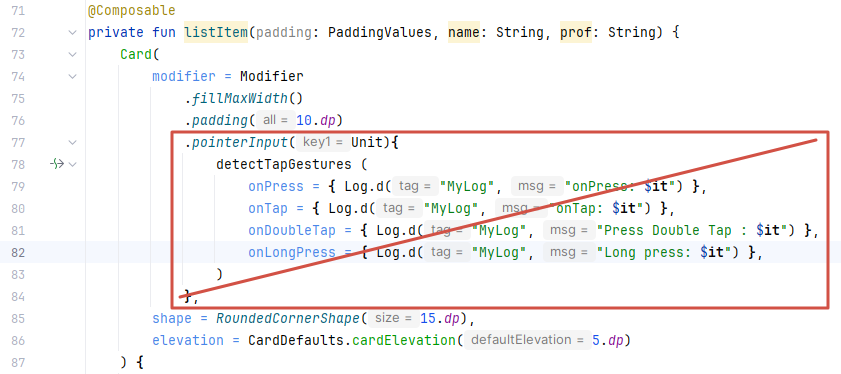 71 @Composable
72 private fun listItem(padding: PaddingValues, name: String, prof: String) {
73 Card(
74 modifier = Modifier
75 .fillMaxWidth()
76 .padding( all = 10.dp)
77 .pointerInput( key1 = Unit){
78 detectTapGestures (
79 onPress = { Log.d( tag = "MyLog", msg = "onPress: $it") },
80 onTap = { Log.d( tag = "MyLog", msg = "onTap: $it") },
81 onDoubleTap = { Log.d( tag = "MyLog", msg = "Press Double Tap : $it") },
82 onLongPress = { Log.d( tag = "MyLog", msg = "Long press: $it") },
83 )
84 },
85 shape = RoundedCornerShape( size = 15.dp),
86 elevation = CardDefaults.cardElevation( defaultElevation = 5.dp)
87 ) {